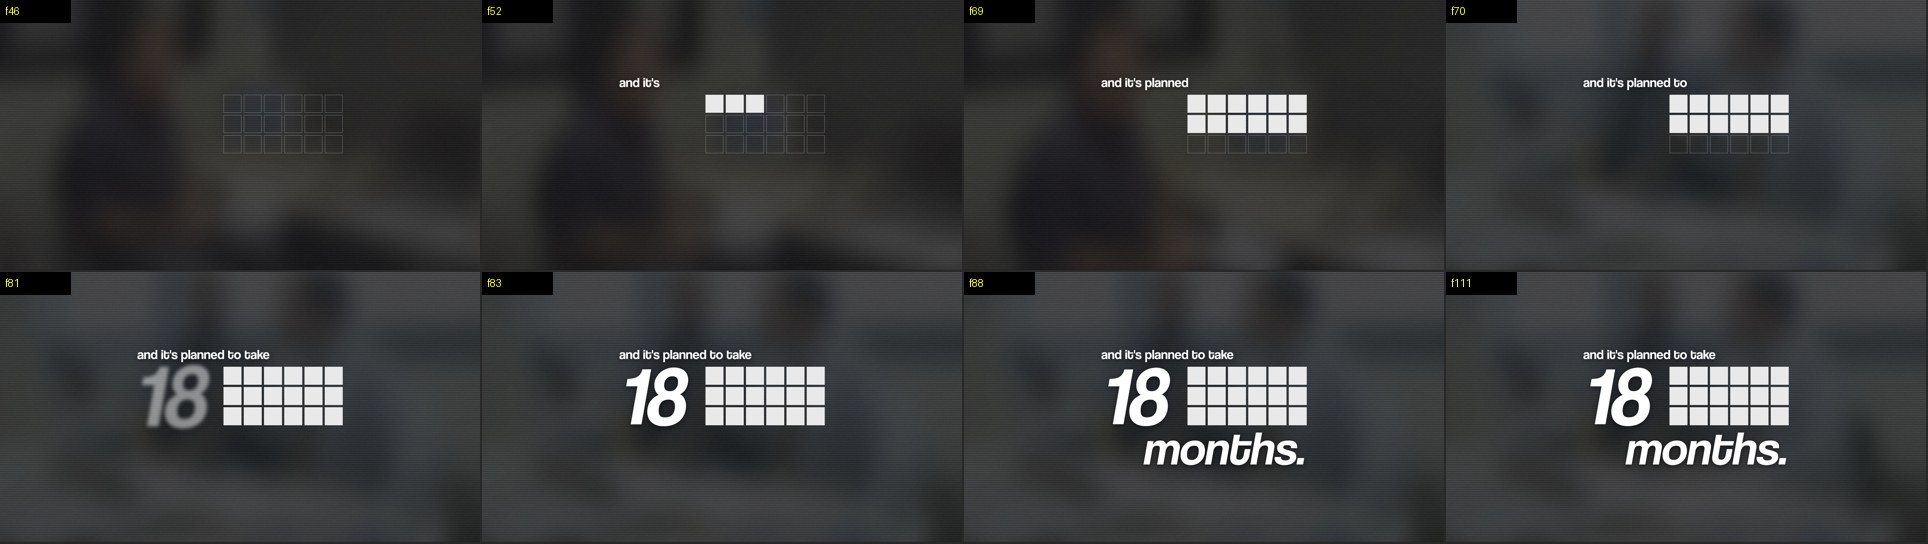 f46
f52
and it's
f69
and it's planned
f70
and it's planned to
f81
and it's planned to take
18
f83
and it's planned to take
18
f88
and it's planned to take
18
months.
f111
and it's planned to take
18
months.